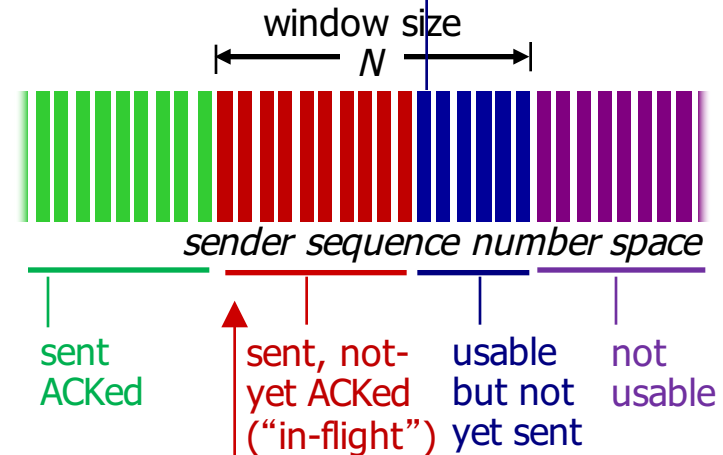 window size
N
sender sequence number space
sent
ACKed
sent, not-
yet ACKed
(“in-flight”)
usable
but not
yet sent
not
usable